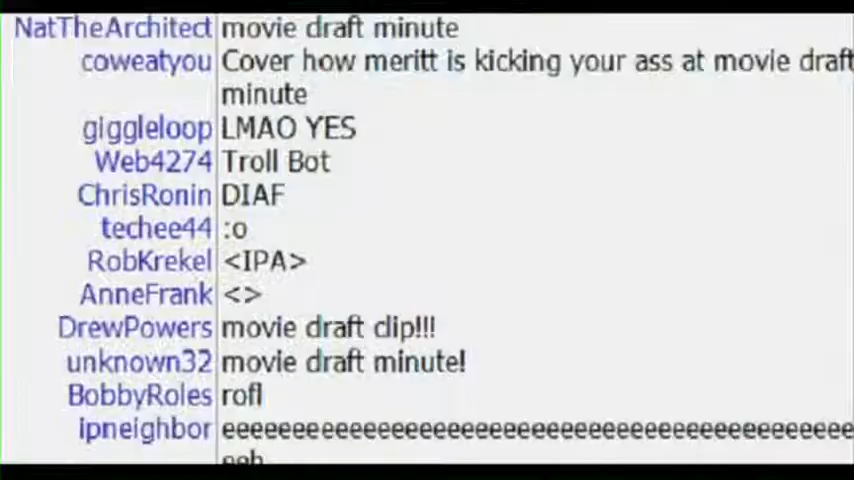 NatTheArchitect movie draft minute
coweatyou Cover how meritt is kicking your ass at movie draft
minute
giggleloop LMAO YES
Web4274 Troll Bot
ChrisRonin DIAF
techee44 :o
RobKrekel <IPA>
AnneFrank <>
DrewPowers movie draft clip!!!
unknown32 movie draft minute!
BobbyRoles rofl
ipneighbor eeeeeeeeeeeeeeeeeeeeeeeeeeeeeeeeeeeeeeeeeeeee
eeh